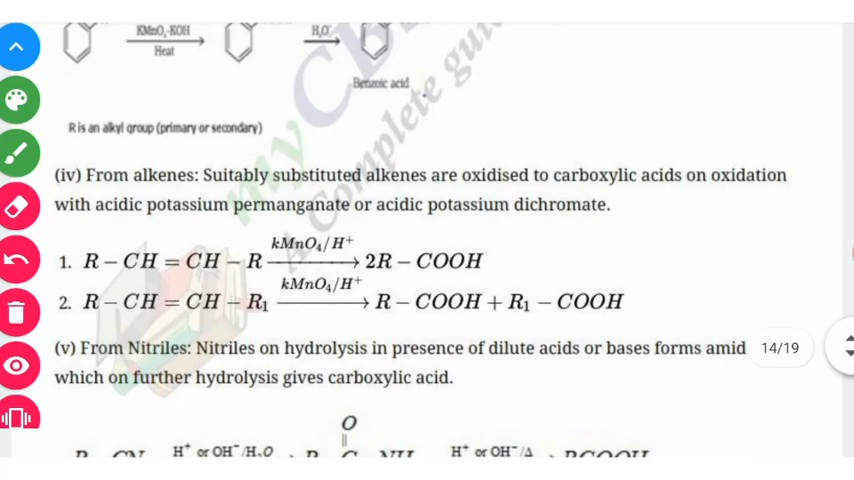 KMnO₄-KOH
Heat
H₃O⁺
Benzoic acid
R is an alkyl group (primary or secondary)
(iv) From alkenes: Suitably substituted alkenes are oxidised to carboxylic acids on oxidation
with acidic potassium permanganate or acidic potassium dichromate.
kMnO₄/H⁺
1. R – CH = CH – R ⟶ 2R – COOH
kMnO₄/H⁺
2. R – CH = CH – R₁ ⟶ R – COOH + R₁ – COOH
(v) From Nitriles: Nitriles on hydrolysis in presence of dilute acids or bases forms amid
14/19
which on further hydrolysis gives carboxylic acid.
O
H⁺ or OH⁻/H₂O
H⁺ or OH⁻/Δ
A Complete guid